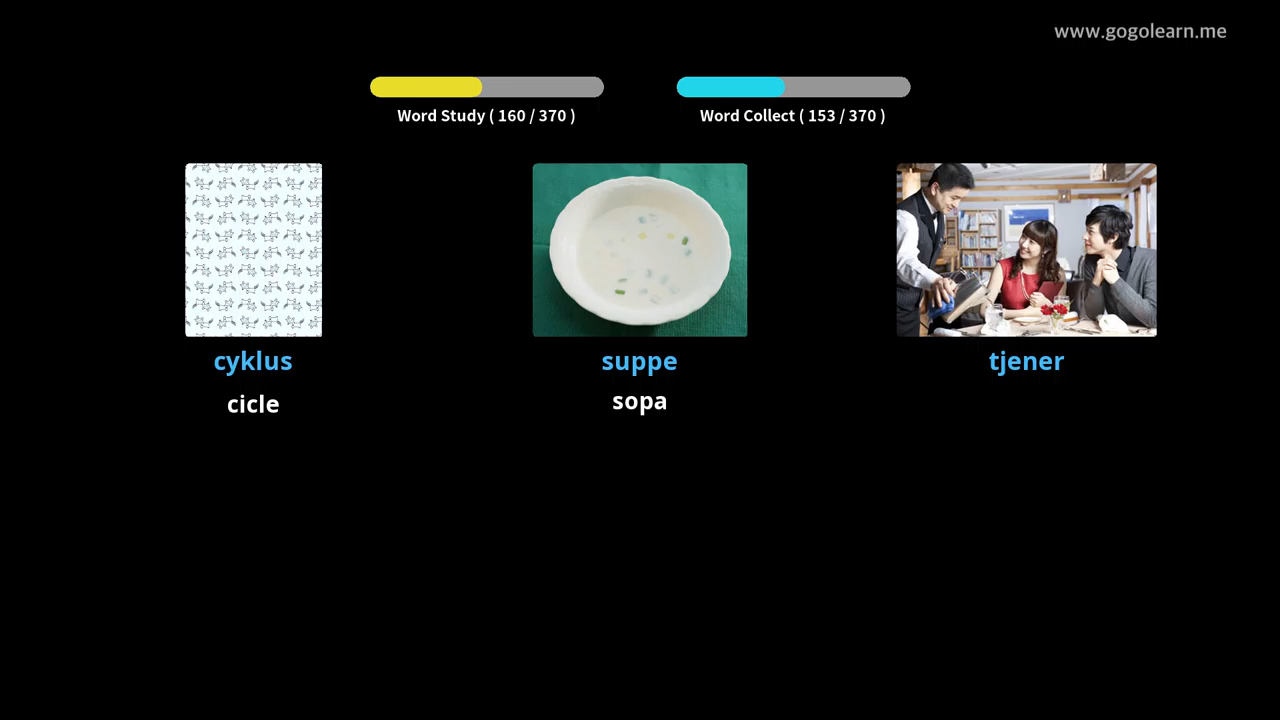 www.gogolearn.me
Word Study ( 160 / 370 )
Word Collect ( 153 / 370 )
cyklus
suppe
tjener
cicle
sopa